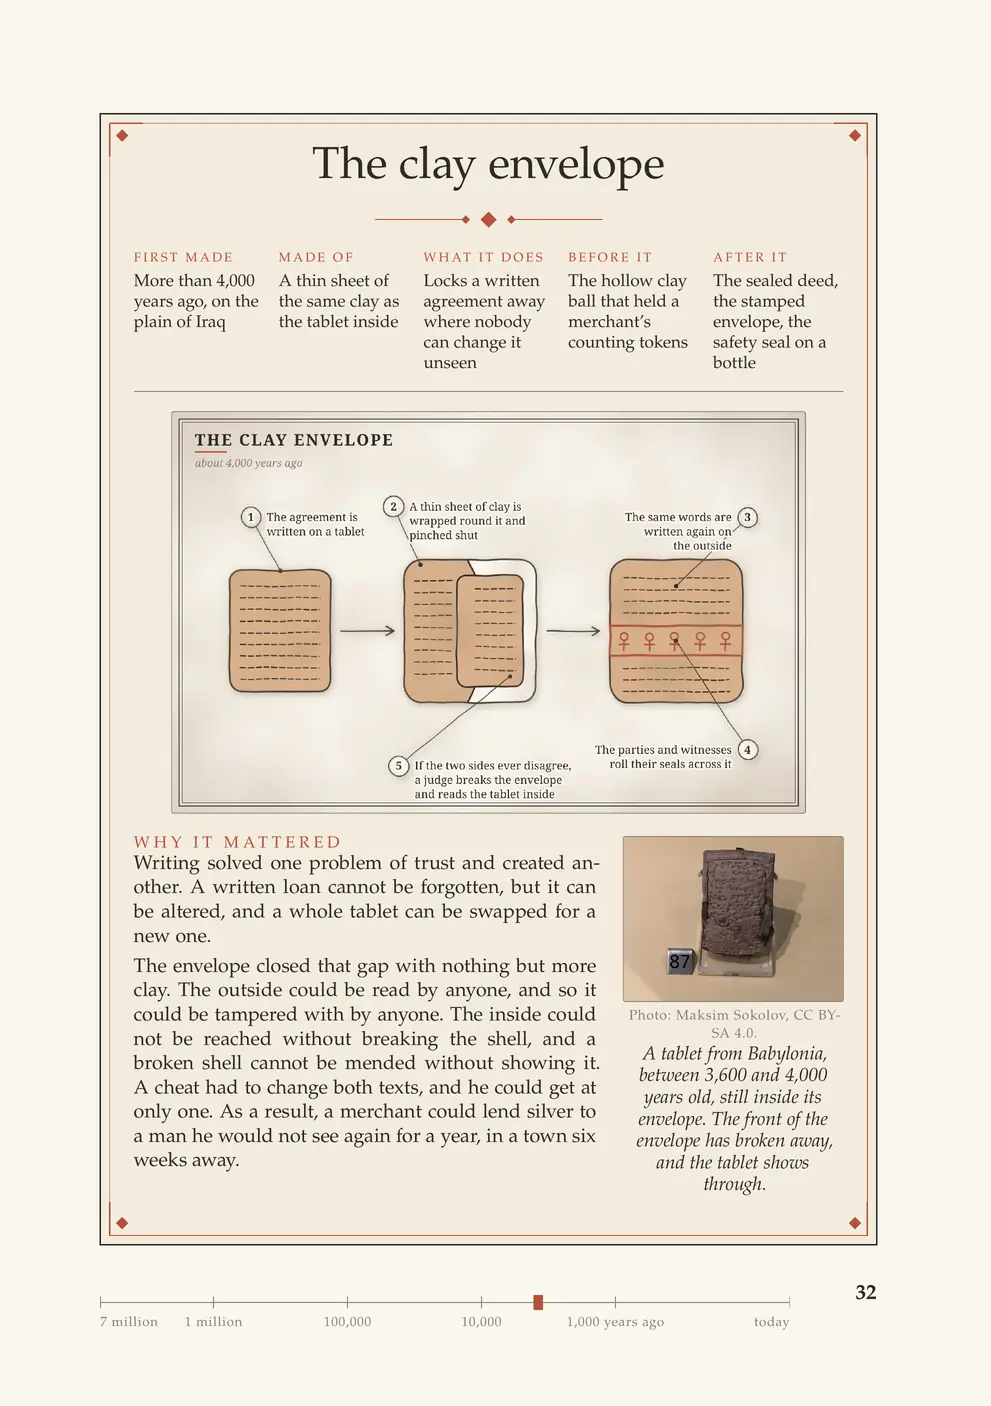 The clay envelope
FIRST MADE
More than 4,000
years ago, on the
plain of Iraq
MADE OF
A thin sheet of
the same clay as
the tablet inside
WHAT IT DOES
Locks a written
agreement away
where nobody
can change it
unseen
BEFORE IT
The hollow clay
ball that held a
merchant’s
counting tokens
AFTER IT
The sealed deed,
the stamped
envelope, the
safety seal on a
bottle
THE CLAY ENVELOPE
about 4,000 years ago
1 The agreement is
written on a tablet
2 A thin sheet of clay is
wrapped round it and
pinched shut
The same words are 3
written again on
the outside
The parties and witnesses 4
roll their seals across it
5 If the two sides ever disagree,
a judge breaks the envelope
and reads the tablet inside
WHY IT MATTERED
Writing solved one problem of trust and created an-
other. A written loan cannot be forgotten, but it can
be altered, and a whole tablet can be swapped for a
new one.
The envelope closed that gap with nothing but more
clay. The outside could be read by anyone, and so it
could be tampered with by anyone. The inside could
not be reached without breaking the shell, and a
broken shell cannot be mended without showing it.
A cheat had to change both texts, and he could get at
only one. As a result, a merchant could lend silver to
a man he would not see again for a year, in a town six
weeks away.
87
Photo: Maksim Sokolov, CC BY-
SA 4.0.
A tablet from Babylonia,
between 3,600 and 4,000
years old, still inside its
envelope. The front of the
envelope has broken away,
and the tablet shows
through.
32
7 million 1 million 100,000 10,000 1,000 years ago today